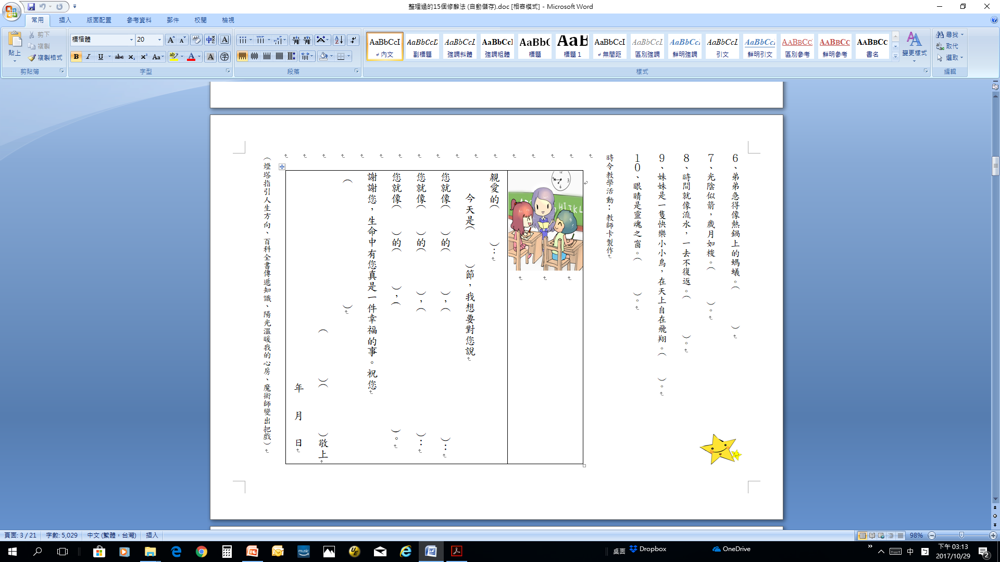 整理過的15個修辭法 (自動儲存).doc [相容模式] - Microsoft Word
常用 插入 版面配置 參考資料 郵件 校閱 檢視
貼上 剪下 複製 複製格式
標楷體 20
AaBbCcI AaBbCcD AaBbCcL AaBbCcI AaBbC AaB AaBbCcI AaBbCcL AaBbCcL AaBbCcL AaBbCcL AABBCC AABBCC AABBCC
內文 副標題 強調斜體 強調粗體 標題 標題 1 無間距 區別強調 鮮明強調 引文 鮮明引文 區別參考 鮮明參考 書名
變更樣式
尋找 取代 選取
剪貼簿 字型 段落 樣式 編輯
6、弟弟急得像熱鍋上的螞蟻。( )
7、光陰似箭，歲月如梭。( )。
8、時間就像流水，一去不復返。( )。
9、妹妹是一隻快樂小小鳥，在天上自在飛翔。( )。
10、眼睛是靈魂之窗。( )。
時令教學活動：教師卡製作
親愛的( )：
今天是( )節，我想要對您說
您就像( )的( )，( )；
您就像( )的( )，( )；
您就像( )的( )，( )。
謝謝您，生命中有您真是一件幸福的事。祝您
( )
( )( )敬上
年 月 日
(燈塔指引人生方向、百科全書傳遞知識、陽光溫暖我的心房、魔術師變出把戲)
頁面: 3 / 21 字數: 5,029 中文 (繁體，台灣) 插入 98%
桌面 Dropbox OneDrive 中 ㄅ 下午 03:13
2017/10/29 2